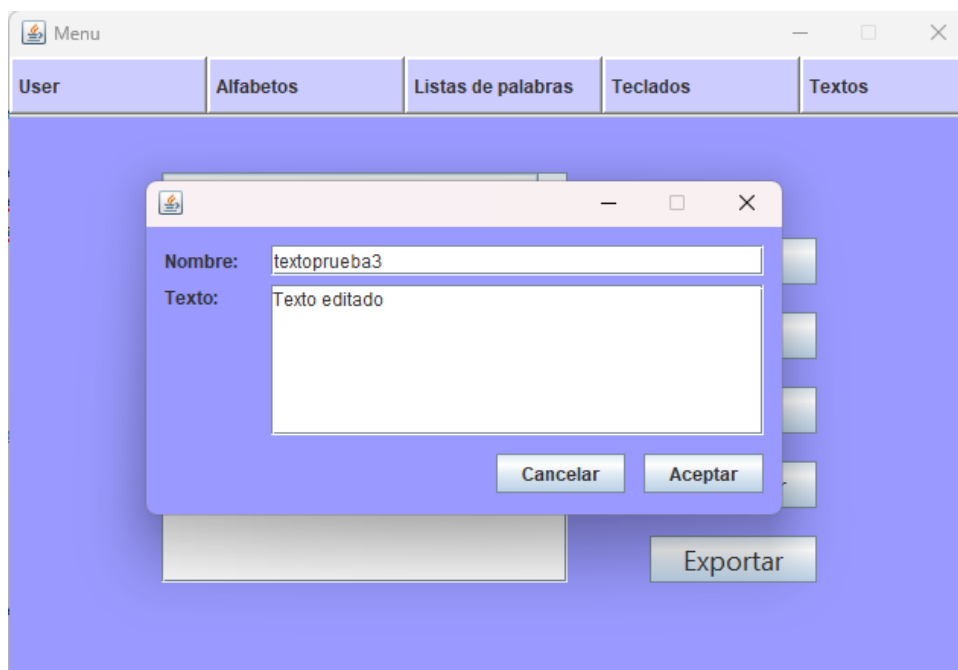 Menu
User Alfabetos Listas de palabras Teclados Textos
Nombre: textoprueba3
Texto: Texto editado
Cancelar Aceptar
Exportar